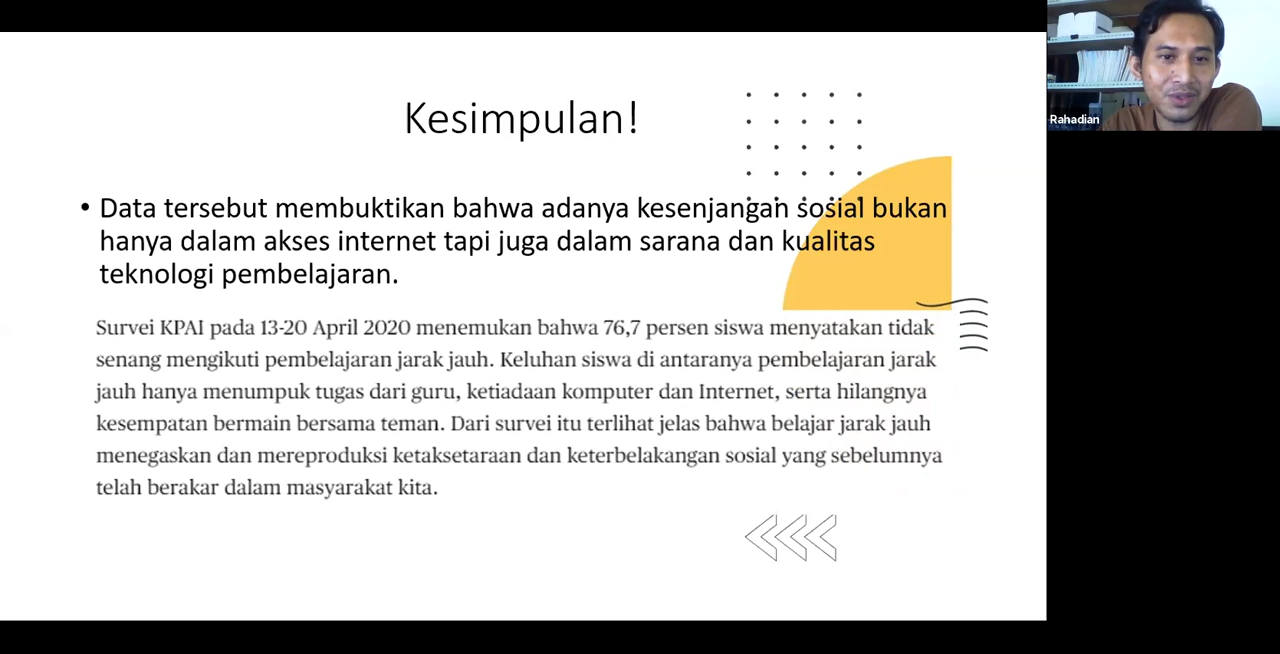 Kesimpulan!
• Data tersebut membuktikan bahwa adanya kesenjangan sosial bukan
hanya dalam akses internet tapi juga dalam sarana dan kualitas
teknologi pembelajaran.
Survei KPAI pada 13-20 April 2020 menemukan bahwa 76,7 persen siswa menyatakan tidak
senang mengikuti pembelajaran jarak jauh. Keluhan siswa di antaranya pembelajaran jarak
jauh hanya menumpuk tugas dari guru, ketiadaan komputer dan Internet, serta hilangnya
kesempatan bermain bersama teman. Dari survei itu terlihat jelas bahwa belajar jarak jauh
menegaskan dan mereproduksi ketaksetaraan dan keterbelakangan sosial yang sebelumnya
telah berakar dalam masyarakat kita.
Rahadian